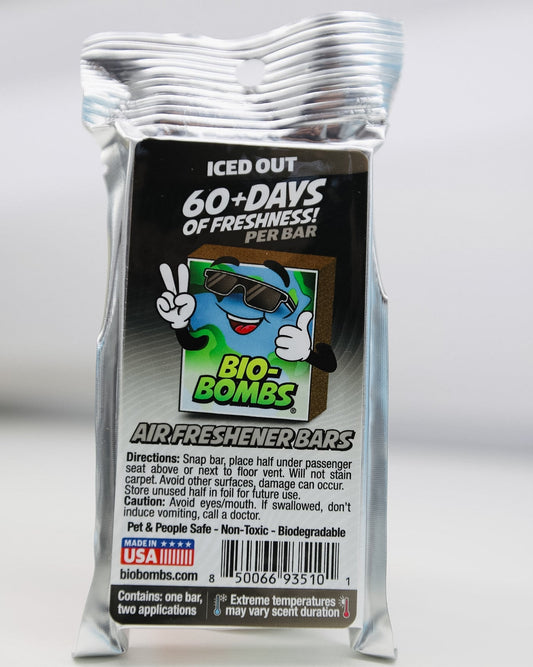 ICED OUT
60+DAYS
OF FRESHNESS!
PER BAR
BIO-
BOMBS®
AIR FRESHENER BARS
Directions: Snap bar, place half under passenger
seat above or next to floor vent. Will not stain
carpet. Avoid other surfaces, damage can occur.
Store unused half in foil for future use.
Caution: Avoid eyes/mouth. If swallowed, don't
induce vomiting, call a doctor.
Pet & People Safe - Non-Toxic - Biodegradable
MADE IN
USA
biobombs.com
8 50066 93510 1
Contains: one bar,
two applications
Extreme temperatures
may vary scent duration